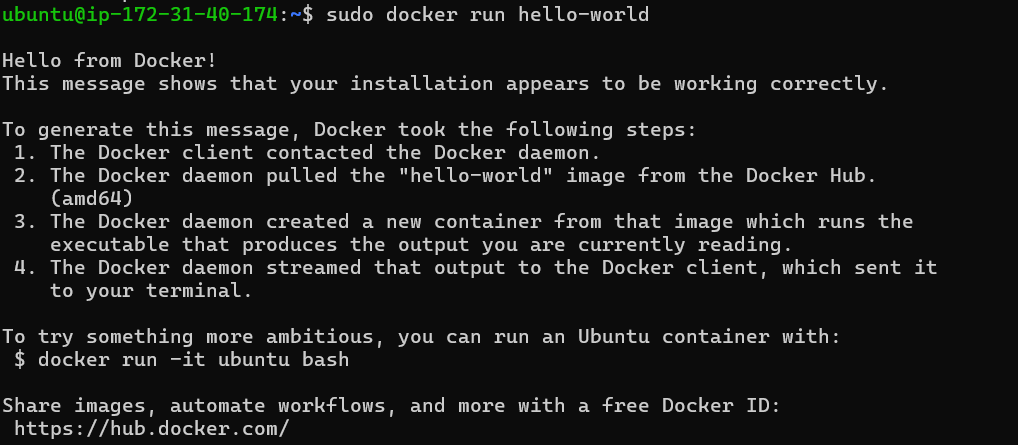 ubuntu@ip-172-31-40-174:~$ sudo docker run hello-world
Hello from Docker!
This message shows that your installation appears to be working correctly.
To generate this message, Docker took the following steps:
1. The Docker client contacted the Docker daemon.
2. The Docker daemon pulled the "hello-world" image from the Docker Hub.
(amd64)
3. The Docker daemon created a new container from that image which runs the
executable that produces the output you are currently reading.
4. The Docker daemon streamed that output to the Docker client, which sent it
to your terminal.
To try something more ambitious, you can run an Ubuntu container with:
$ docker run -it ubuntu bash
Share images, automate workflows, and more with a free Docker ID:
https://hub.docker.com/